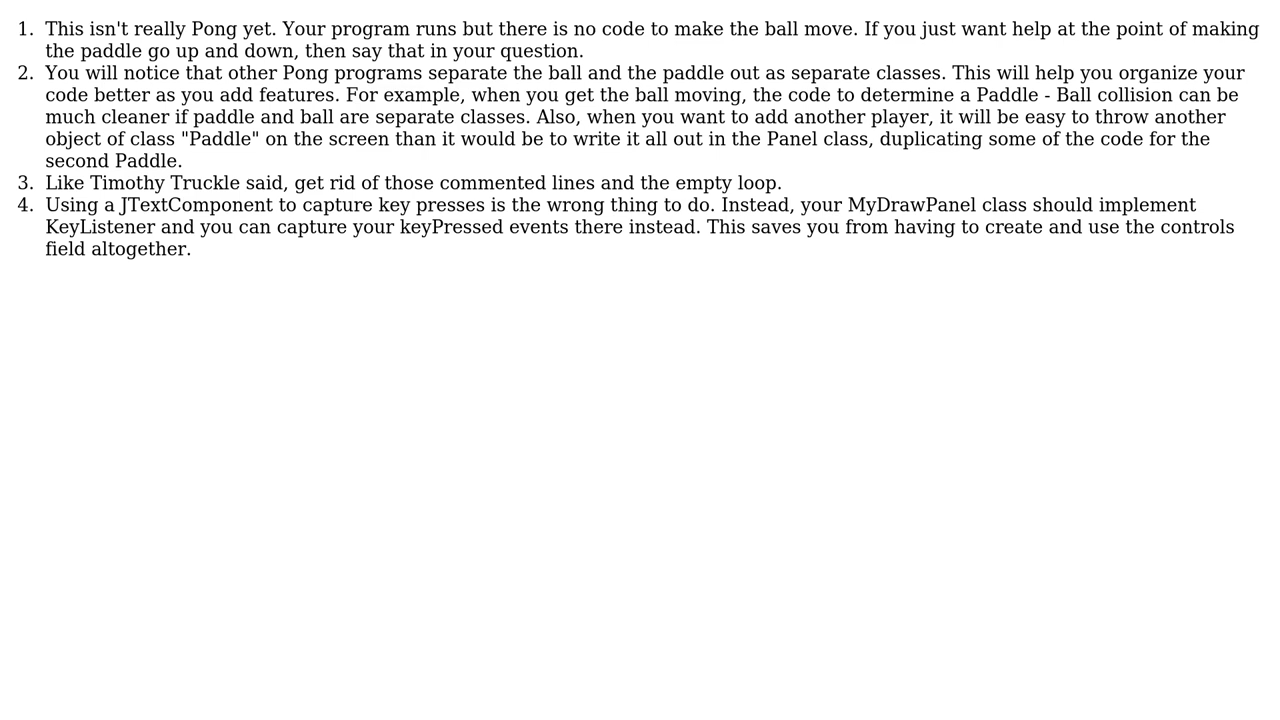 1. This isn't really Pong yet. Your program runs but there is no code to make the ball move. If you just want help at the point of making
the paddle go up and down, then say that in your question.
2. You will notice that other Pong programs separate the ball and the paddle out as separate classes. This will help you organize your
code better as you add features. For example, when you get the ball moving, the code to determine a Paddle - Ball collision can be
much cleaner if paddle and ball are separate classes. Also, when you want to add another player, it will be easy to throw another
object of class "Paddle" on the screen than it would be to write it all out in the Panel class, duplicating some of the code for the
second Paddle.
3. Like Timothy Truckle said, get rid of those commented lines and the empty loop.
4. Using a JTextComponent to capture key presses is the wrong thing to do. Instead, your MyDrawPanel class should implement
KeyListener and you can capture your keyPressed events there instead. This saves you from having to create and use the controls
field altogether.